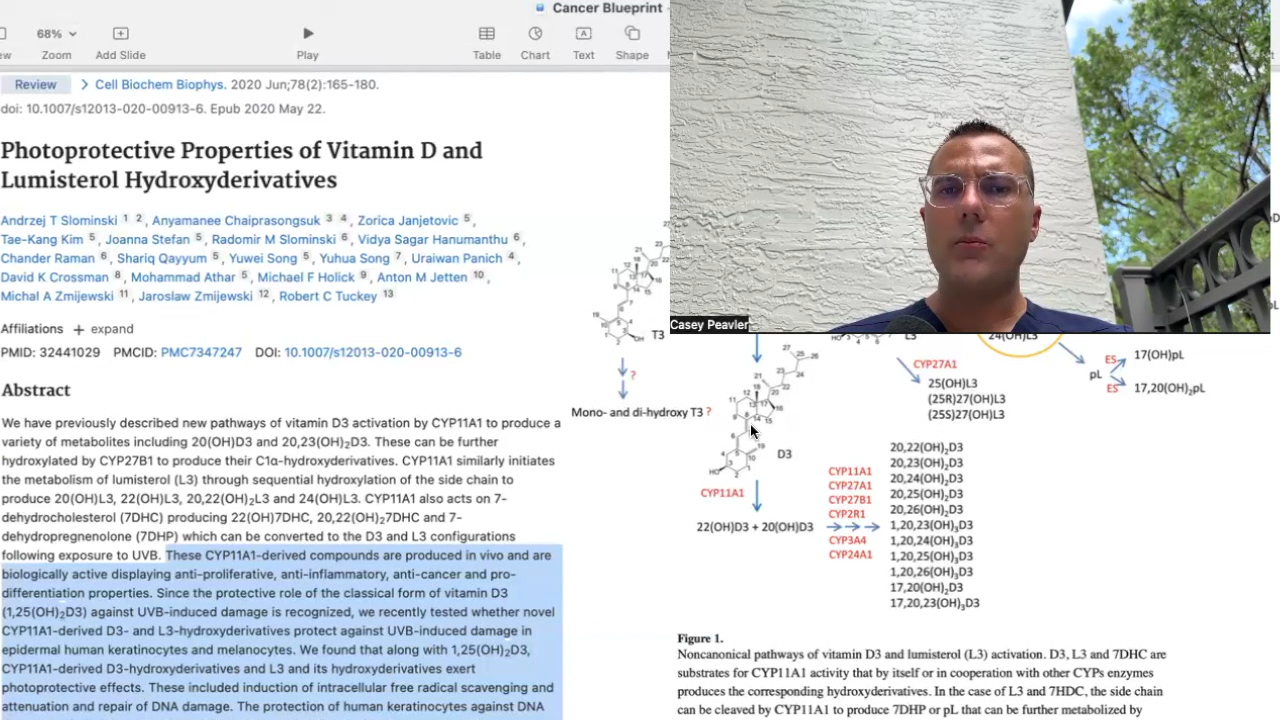 Cancer Blueprint
ew
68%
Zoom
Add Slide
Play
Table
Chart
Text
Shape
Review > Cell Biochem Biophys. 2020 Jun;78(2):165-180.
doi: 10.1007/s12013-020-00913-6. Epub 2020 May 22.
Photoprotective Properties of Vitamin D and
Lumisterol Hydroxyderivatives
Andrzej T Slominski 1 2, Anyamanee Chaiprasongsuk 3 4, Zorica Janjetovic 5,
Tae-Kang Kim 5, Joanna Stefan 5, Radomir M Slominski 6, Vidya Sagar Hanumanthu 6,
Chander Raman 6, Shariq Qayyum 5, Yuwei Song 5, Yuhua Song 7, Uraiwan Panich 4,
David K Crossman 8, Mohammad Athar 5, Michael F Holick 9, Anton M Jetten 10,
Michal A Zmijewski 11, Jaroslaw Zmijewski 12, Robert C Tuckey 13
Affiliations + expand
PMID: 32441029 PMCID: PMC7347247 DOI: 10.1007/s12013-020-00913-6
Abstract
We have previously described new pathways of vitamin D3 activation by CYP11A1 to produce a
variety of metabolites including 20(OH)D3 and 20,23(OH)2D3. These can be further
hydroxylated by CYP27B1 to produce their C1α-hydroxyderivatives. CYP11A1 similarly initiates
the metabolism of lumisterol (L3) through sequential hydroxylation of the side chain to
produce 20(OH)L3, 22(OH)L3, 20,22(OH)2L3 and 24(OH)L3. CYP11A1 also acts on 7-
dehydrocholesterol (7DHC) producing 22(OH)7DHC, 20,22(OH)27DHC and 7-
dehydropregnenolone (7DHP) which can be converted to the D3 and L3 configurations
following exposure to UVB. These CYP11A1-derived compounds are produced in vivo and are
biologically active displaying anti-proliferative, anti-inflammatory, anti-cancer and pro-
differentiation properties. Since the protective role of the classical form of vitamin D3
(1,25(OH)2D3) against UVB-induced damage is recognized, we recently tested whether novel
CYP11A1-derived D3- and L3-hydroxyderivatives protect against UVB-induced damage in
epidermal human keratinocytes and melanocytes. We found that along with 1,25(OH)2D3,
CYP11A1-derived D3-hydroxyderivatives and L3 and its hydroxyderivatives exert
photoprotective effects. These included induction of intracellular free radical scavenging and
attenuation and repair of DNA damage. The protection of human keratinocytes against DNA
Casey Peavler
T3
?
Mono- and di-hydroxy T3 ?
D3
HO
CYP11A1
22(OH)D3 + 20(OH)D3
CYP11A1
CYP27A1
CYP27B1
CYP2R1
CYP3A4
CYP24A1
L3
24(OH)L3
CYP27A1
25(OH)L3
(25R)27(OH)L3
(25S)27(OH)L3
pL
ES
17(OH)pL
ES
17,20(OH)2pL
20,22(OH)2D3
20,23(OH)2D3
20,24(OH)2D3
20,25(OH)2D3
20,26(OH)2D3
1,20,23(OH)3D3
1,20,24(OH)3D3
1,20,25(OH)3D3
1,20,26(OH)3D3
17,20(OH)2D3
17,20,23(OH)3D3
Figure 1.
Noncanonical pathways of vitamin D3 and lumisterol (L3) activation. D3, L3 and 7DHC are
substrates for CYP11A1 activity that by itself or in cooperation with other CYPs enzymes
produces the corresponding hydroxyderivatives. In the case of L3 and 7HDC, the side chain
can be cleaved by CYP11A1 to produce 7DHP or pL that can be further metabolized by